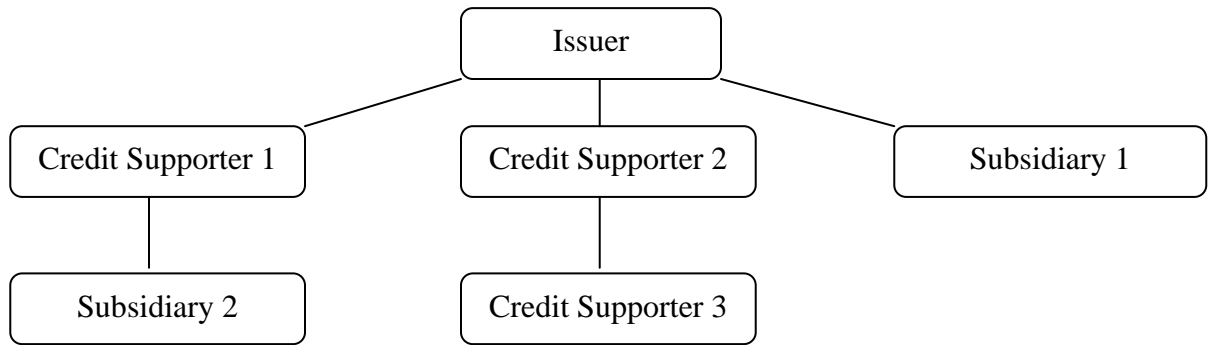 Issuer
Credit Supporter 1
Credit Supporter 2
Subsidiary 1
Subsidiary 2
Credit Supporter 3